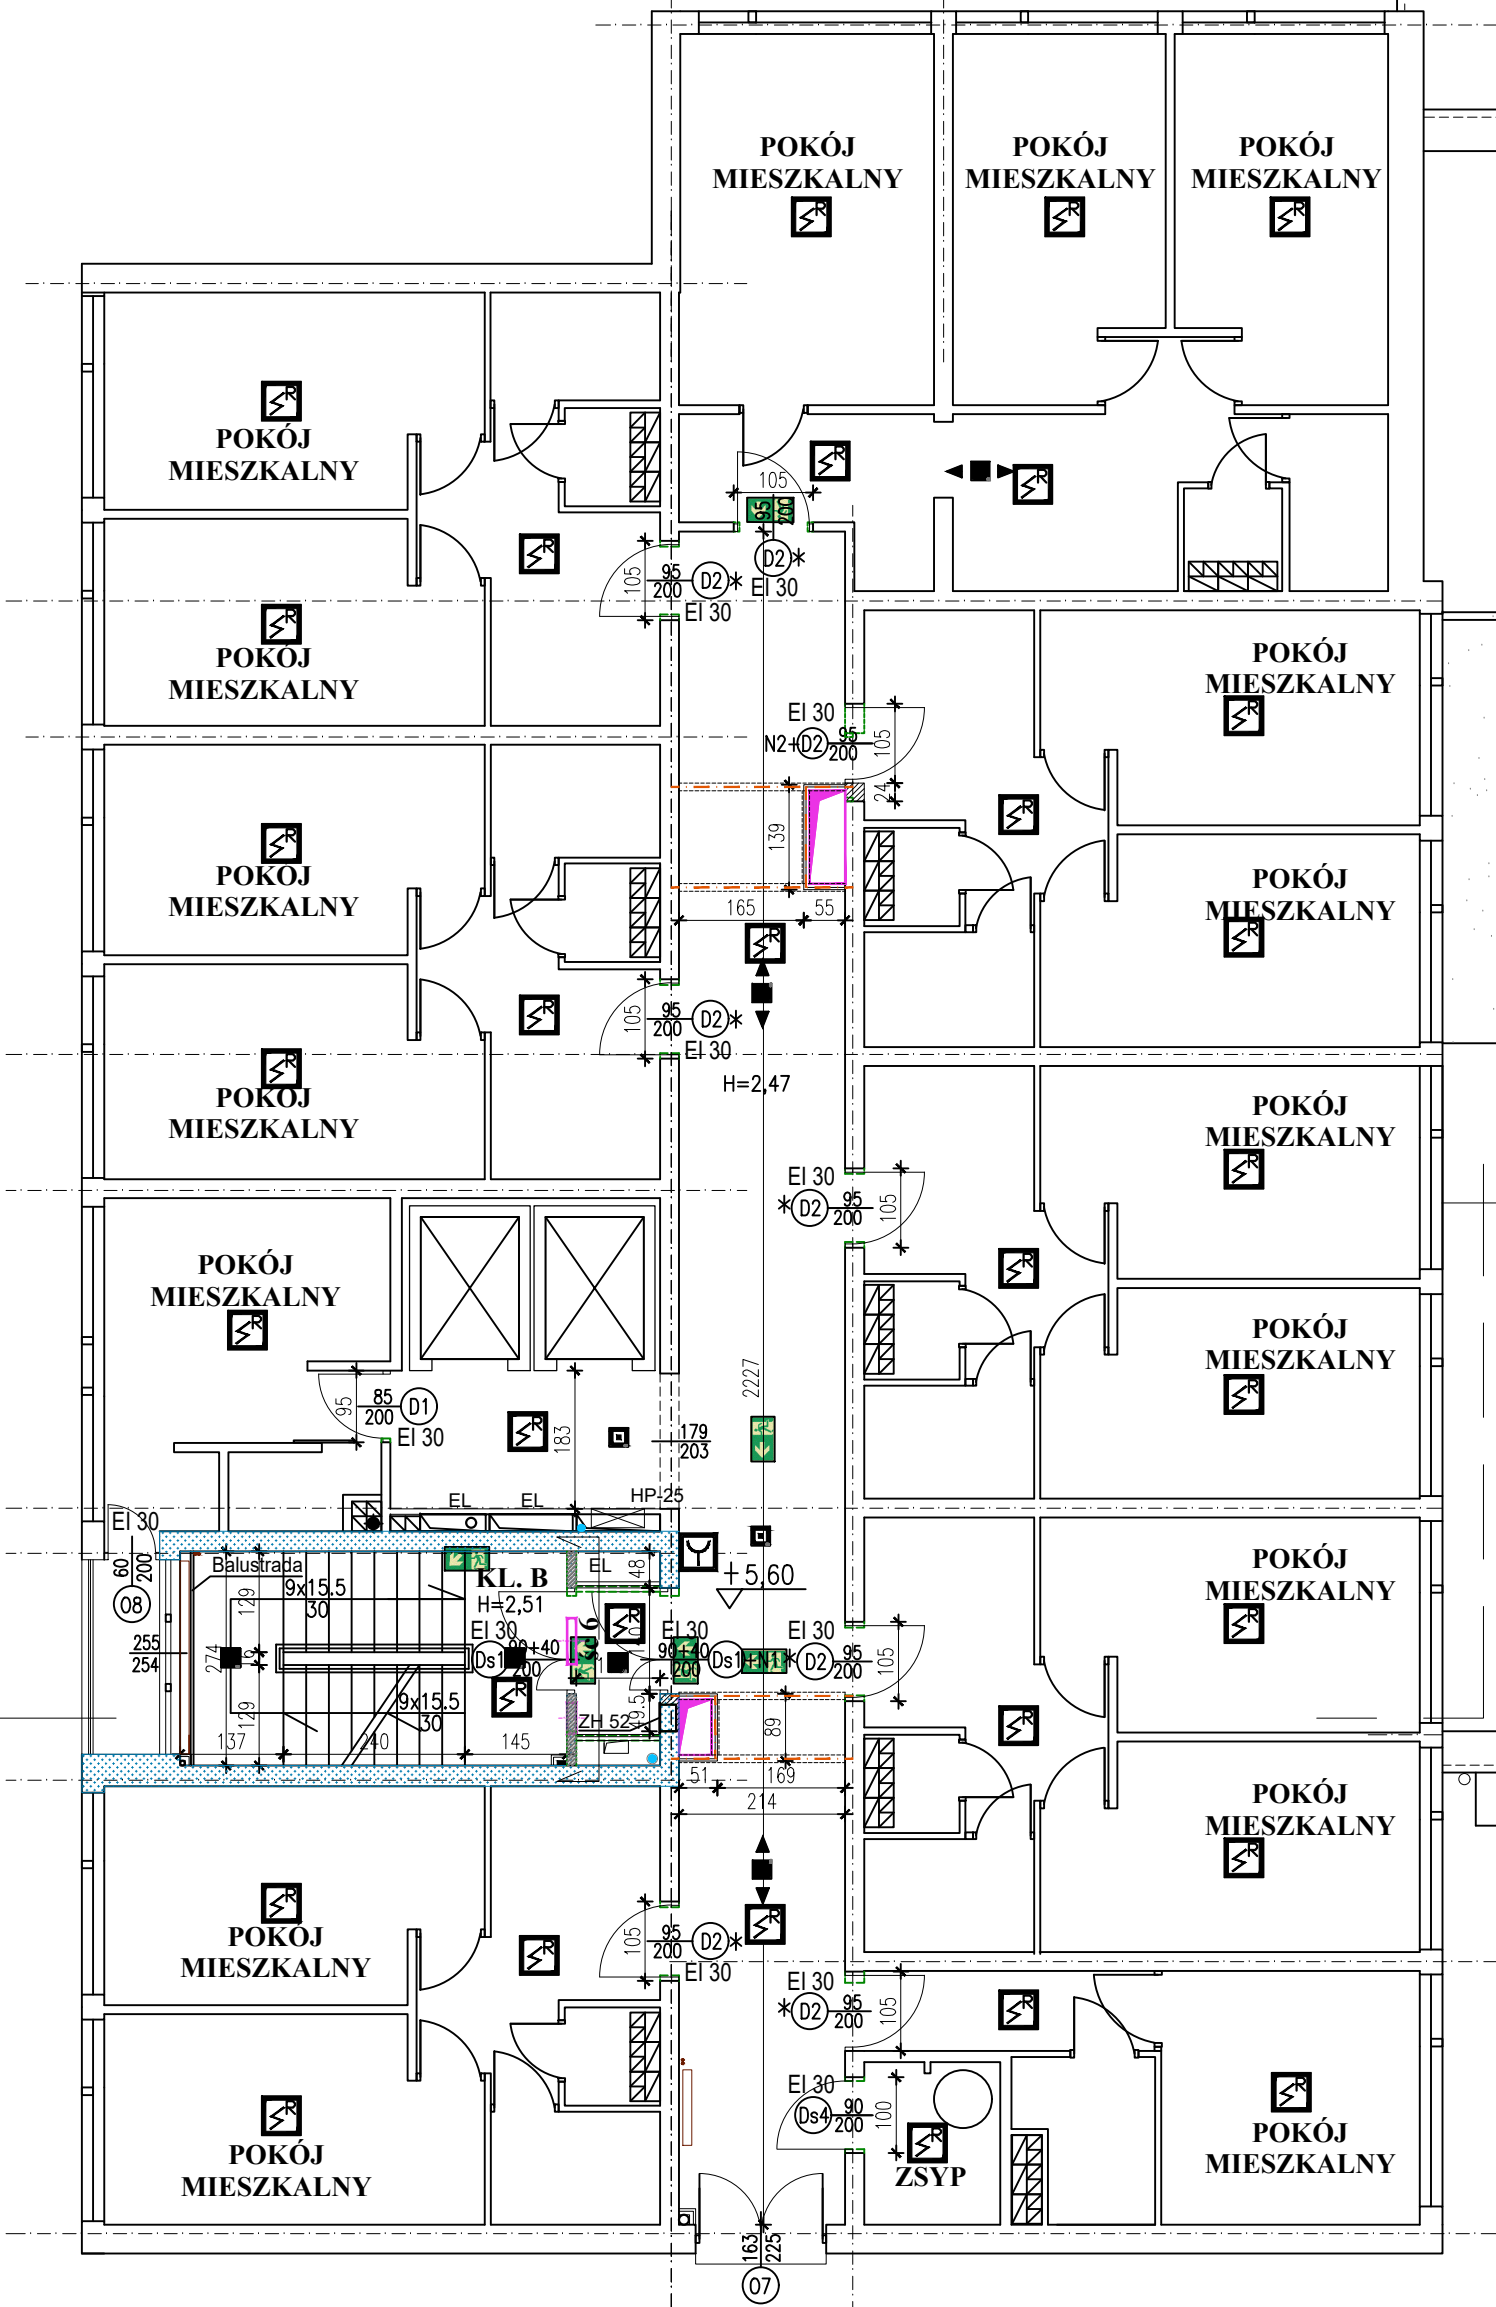 POKÓJ
MIESZKALNY
R
POKÓJ
MIESZKALNY
R
POKÓJ
MIESZKALNY
R
R
POKÓJ
MIESZKALNY
R
R
105
95
200
D2*
EI 30
R
105
95
200
D2*
EI 30
R
POKÓJ
MIESZKALNY
POKÓJ
MIESZKALNY
R
EI 30
N2+D2
95
200
105
24
139
165
55
R
R
POKÓJ
MIESZKALNY
R
POKÓJ
MIESZKALNY
R
POKÓJ
MIESZKALNY
R
R
105
95
200
D2*
EI 30
R
POKÓJ
MIESZKALNY
H=2,47
POKÓJ
MIESZKALNY
R
EI 30
*D2
95
200
105
R
POKÓJ
MIESZKALNY
R
POKÓJ
MIESZKALNY
R
95
85
200
D1
EI 30
R
183
179
203
2227
EL
EL
HP-25
EI 30
60
200
08
255
254
Balustrada
9x15.5
30
129
274
129
9x15.5
30
137
240
145
KL. B
H=2,51
EI 30
Ds1
90+40
200
EL
48
R
EI 30
90+40
200
Ds1+N1
*D2
95
200
105
+5,60
R
ZH 52
49.5
89
51
169
214
POKÓJ
MIESZKALNY
R
R
POKÓJ
MIESZKALNY
R
R
POKÓJ
MIESZKALNY
R
105
95
200
D2*
EI 30
R
EI 30
*D2
95
200
105
R
EI 30
Ds4
90
200
100
R
ZSYP
R
POKÓJ
MIESZKALNY
R
POKÓJ
MIESZKALNY
163
225
07